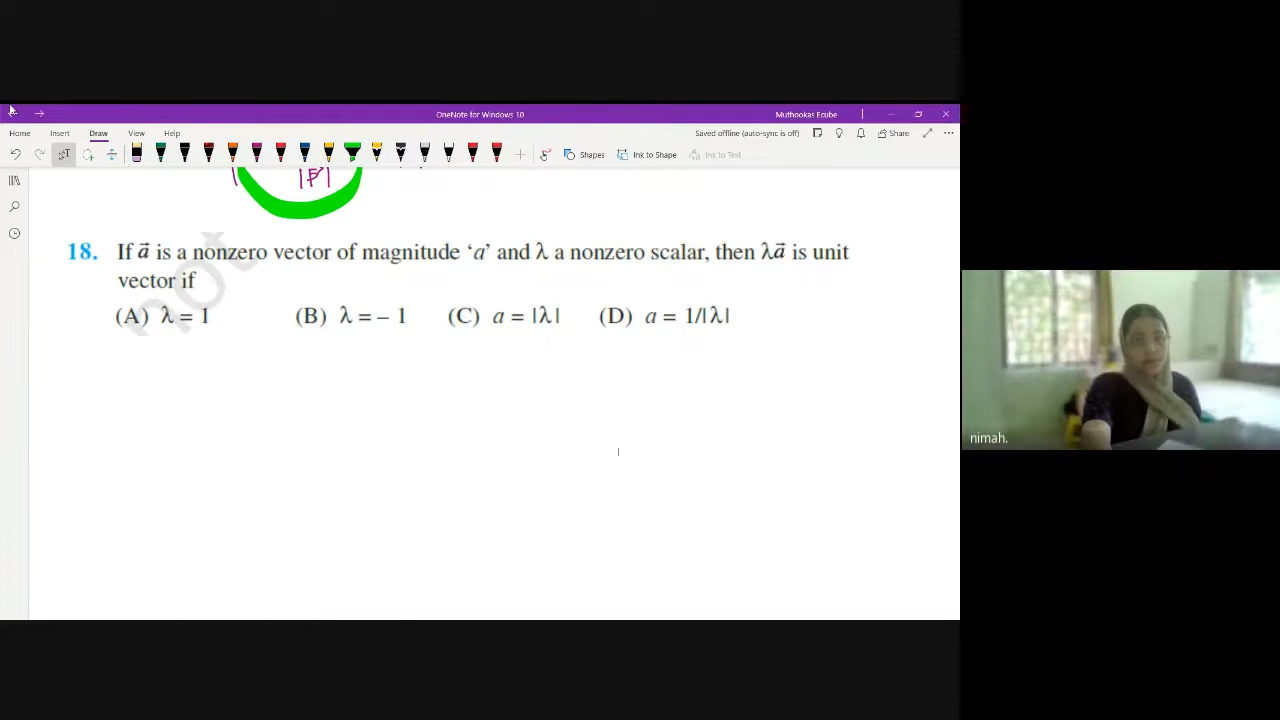 OneNote for Windows 10
Muthookas Ecube
Home Insert Draw View Help
Saved offline (auto-sync is off)
Share
Shapes
Ink to Shape
Ink to Text
|P|
not
18. If a⃗ is a nonzero vector of magnitude ‘a’ and λ a nonzero scalar, then λa⃗ is unit
vector if
(A) λ = 1 (B) λ = – 1 (C) a = |λ| (D) a = 1/|λ|
nimah.